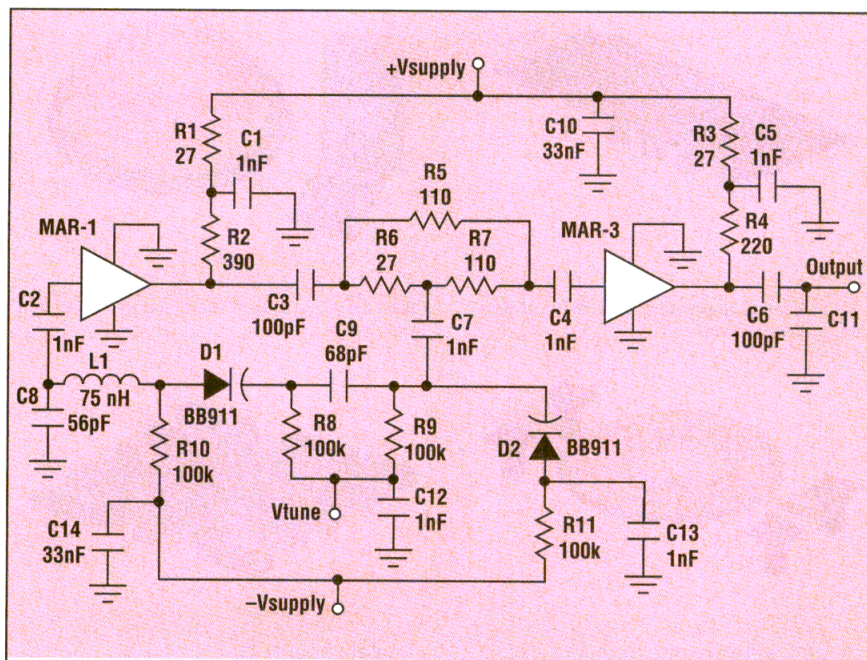 +Vsupply
R1
27
C1
1nF
C10
33nF
R3
27
C5
1nF
R5
110
MAR-1
R2
390
R6
27
R7
110
MAR-3
R4
220
Output
C2
1nF
C3
100pF
C9
68pF
C7
1nF
C4
1nF
C6
100pF
C11
L1
75 nH
D1
BB911
C8
56pF
R10
100k
R8
100k
R9
100k
D2
BB911
Vtune
C12
1nF
C14
33nF
R11
100k
C13
1nF
–Vsupply